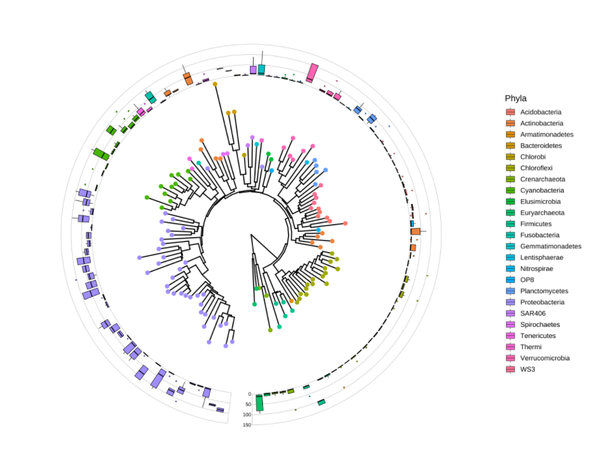 Phyla
Acidobacteria
Actinobacteria
Armatimonadetes
Bacteroidetes
Chlorobi
Chloroflexi
Crenarchaeota
Cyanobacteria
Elusimicrobia
Euryarchaeota
Firmicutes
Fusobacteria
Gemmatimonadetes
Lentisphaerae
Nitrospirae
OP8
Planctomycetes
Proteobacteria
SAR406
Spirochaetes
Tenericutes
Thermi
Verrucomicrobia
WS3
0
50
100
150